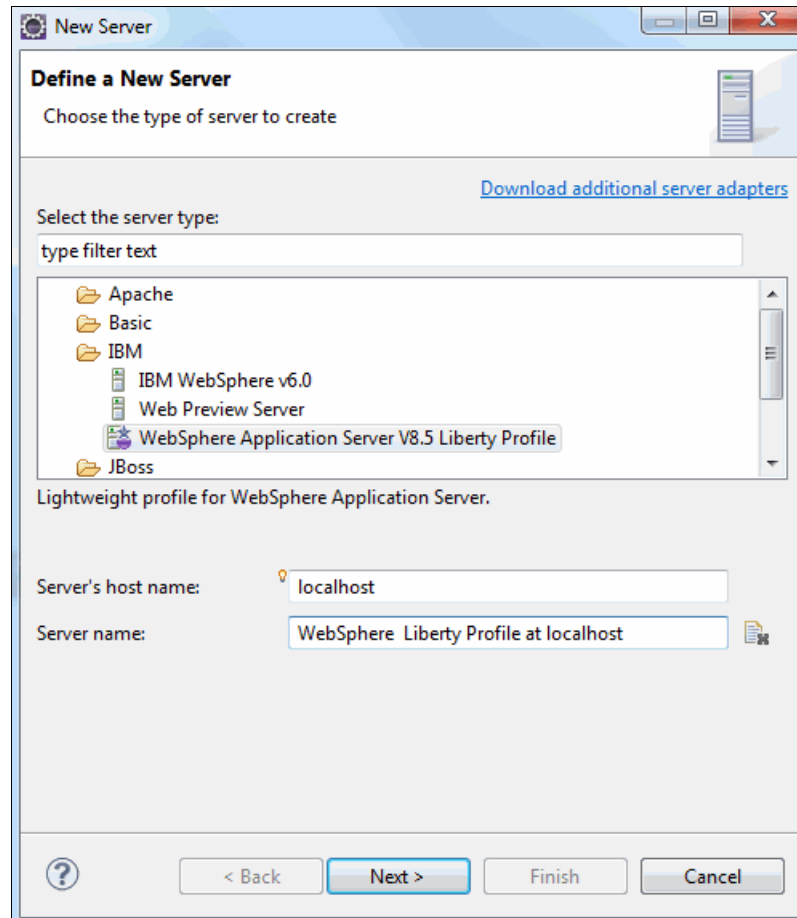 New Server
Define a New Server
Choose the type of server to create
Download additional server adapters
Select the server type:
type filter text
Apache
Basic
IBM
IBM WebSphere v6.0
Web Preview Server
WebSphere Application Server V8.5 Liberty Profile
JBoss
Lightweight profile for WebSphere Application Server.
Server's host name: localhost
Server name: WebSphere  Liberty Profile at localhost
? < Back Next > Finish Cancel